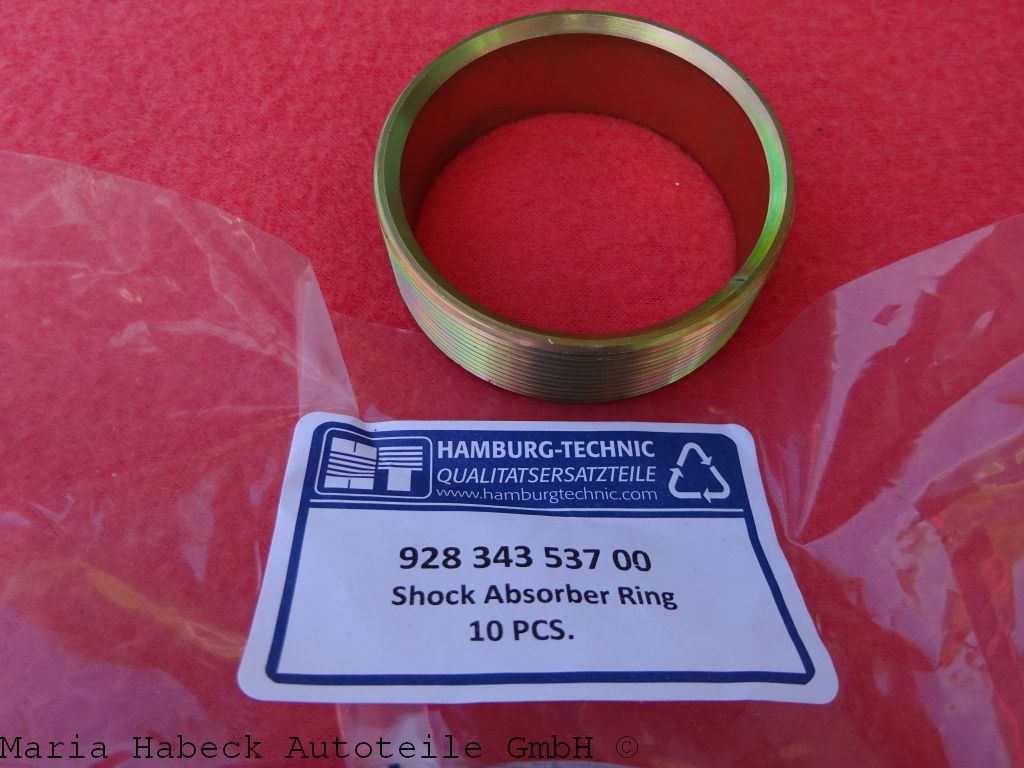 HAMBURG-TECHNIC
QUALITATSERSATZTEILE
www.hamburgtechnic.com
928 343 537 00
Shock Absorber Ring
10 PCS.
Maria Habeck Autoteile GmbH ©